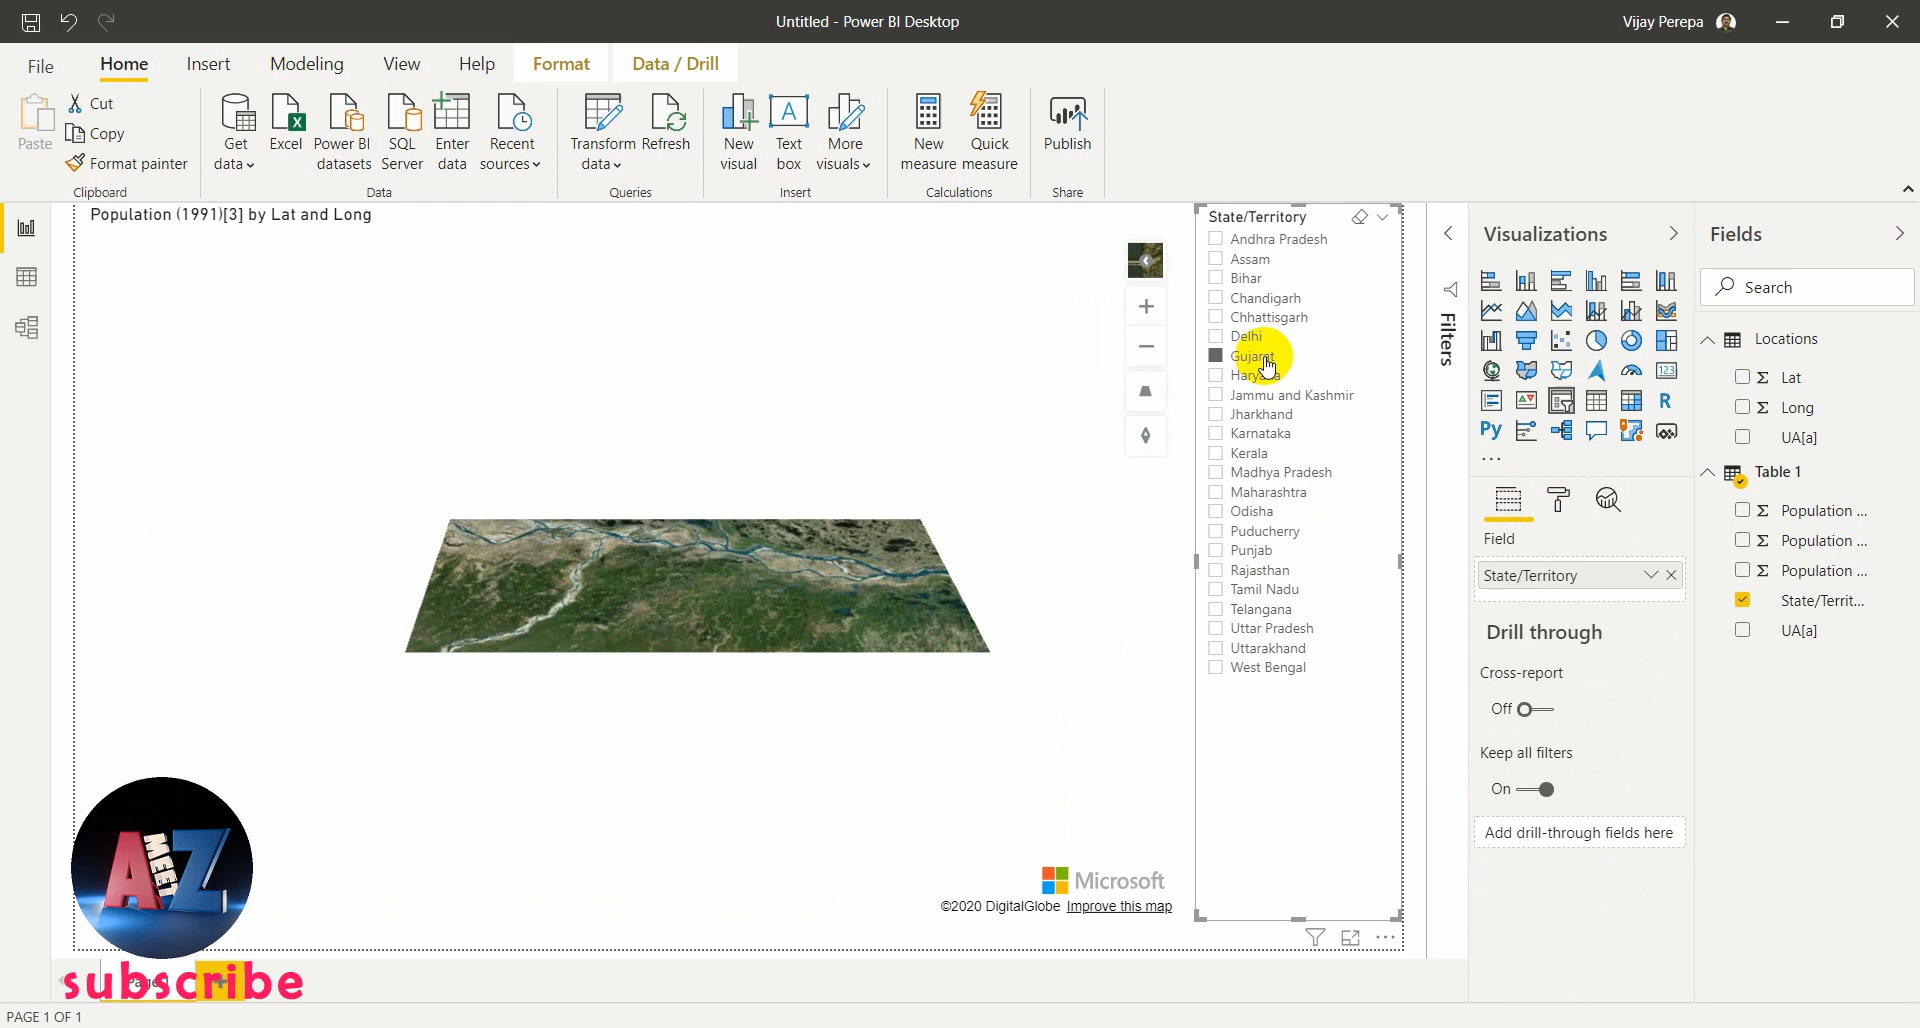 Untitled - Power BI Desktop
Vijay Perepa
File
Home
Insert
Modeling
View
Help
Format
Data / Drill
Paste
Cut
Copy
Format painter
Clipboard
Get data
Excel
Power BI datasets
SQL Server
Enter data
Recent sources
Data
Transform data
Refresh
Queries
New visual
Text box
More visuals
Insert
New measure
Quick measure
Calculations
Publish
Share
Population (1991)[3] by Lat and Long
State/Territory
Andhra Pradesh
Assam
Bihar
Chandigarh
Chhattisgarh
Delhi
Gujarat
Haryana
Jammu and Kashmir
Jharkhand
Karnataka
Kerala
Madhya Pradesh
Maharashtra
Odisha
Puducherry
Punjab
Rajasthan
Tamil Nadu
Telangana
Uttar Pradesh
Uttarakhand
West Bengal
Microsoft
©2020 DigitalGlobe Improve this map
Filters
Visualizations
123
R
Py
Field
State/Territory
Drill through
Cross-report
Off
Keep all filters
On
Add drill-through fields here
Fields
Search
Locations
Lat
Long
UA[a]
Table 1
Population ...
Population ...
Population ...
State/Territ...
UA[a]
A Z
subscribe
PAGE 1 OF 1